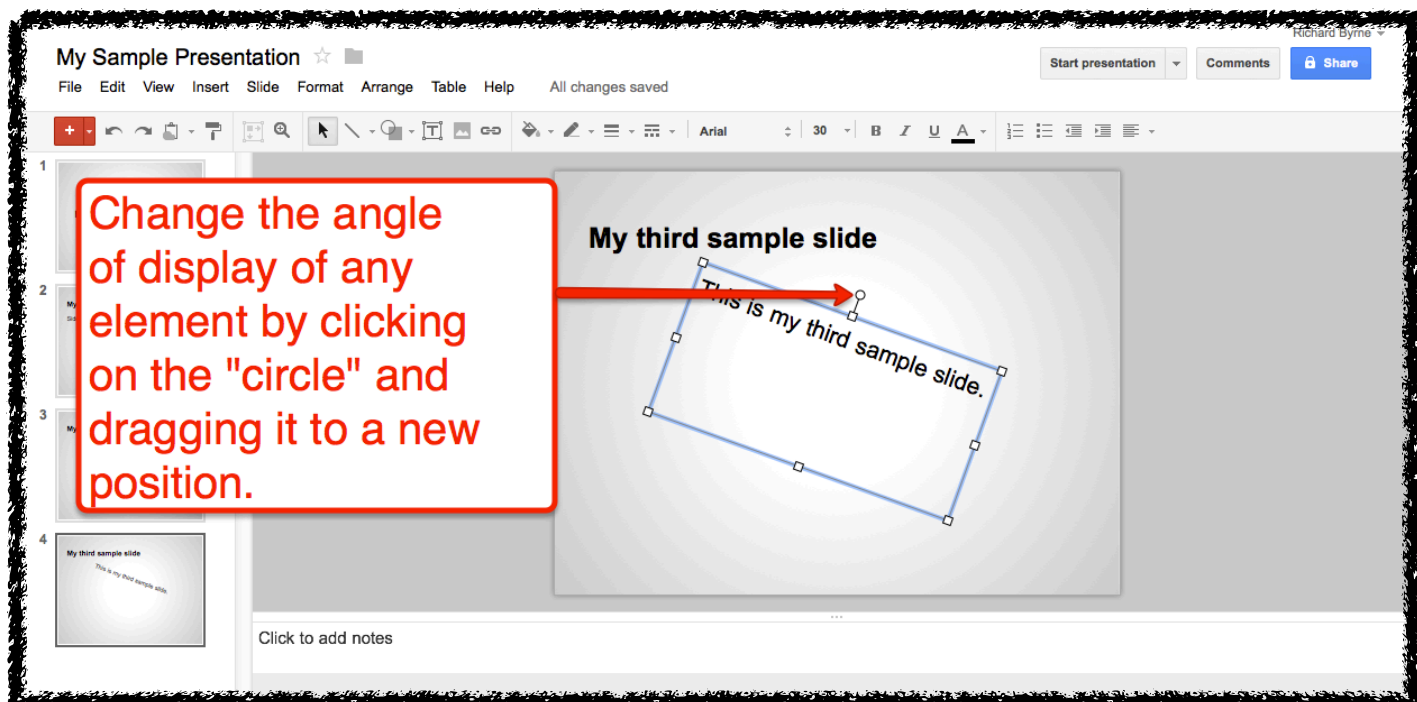 Richard Byrne
My Sample Presentation
Start presentation
Comments
Share
File Edit View Insert Slide Format Arrange Table Help All changes saved
Arial 30 B I U A
1
2
My
3
My
4
My third sample slide
This is my third sample slide.
Change the angle
of display of any
element by clicking
on the "circle" and
dragging it to a new
position.
My third sample slide
This is my third sample slide.
Click to add notes